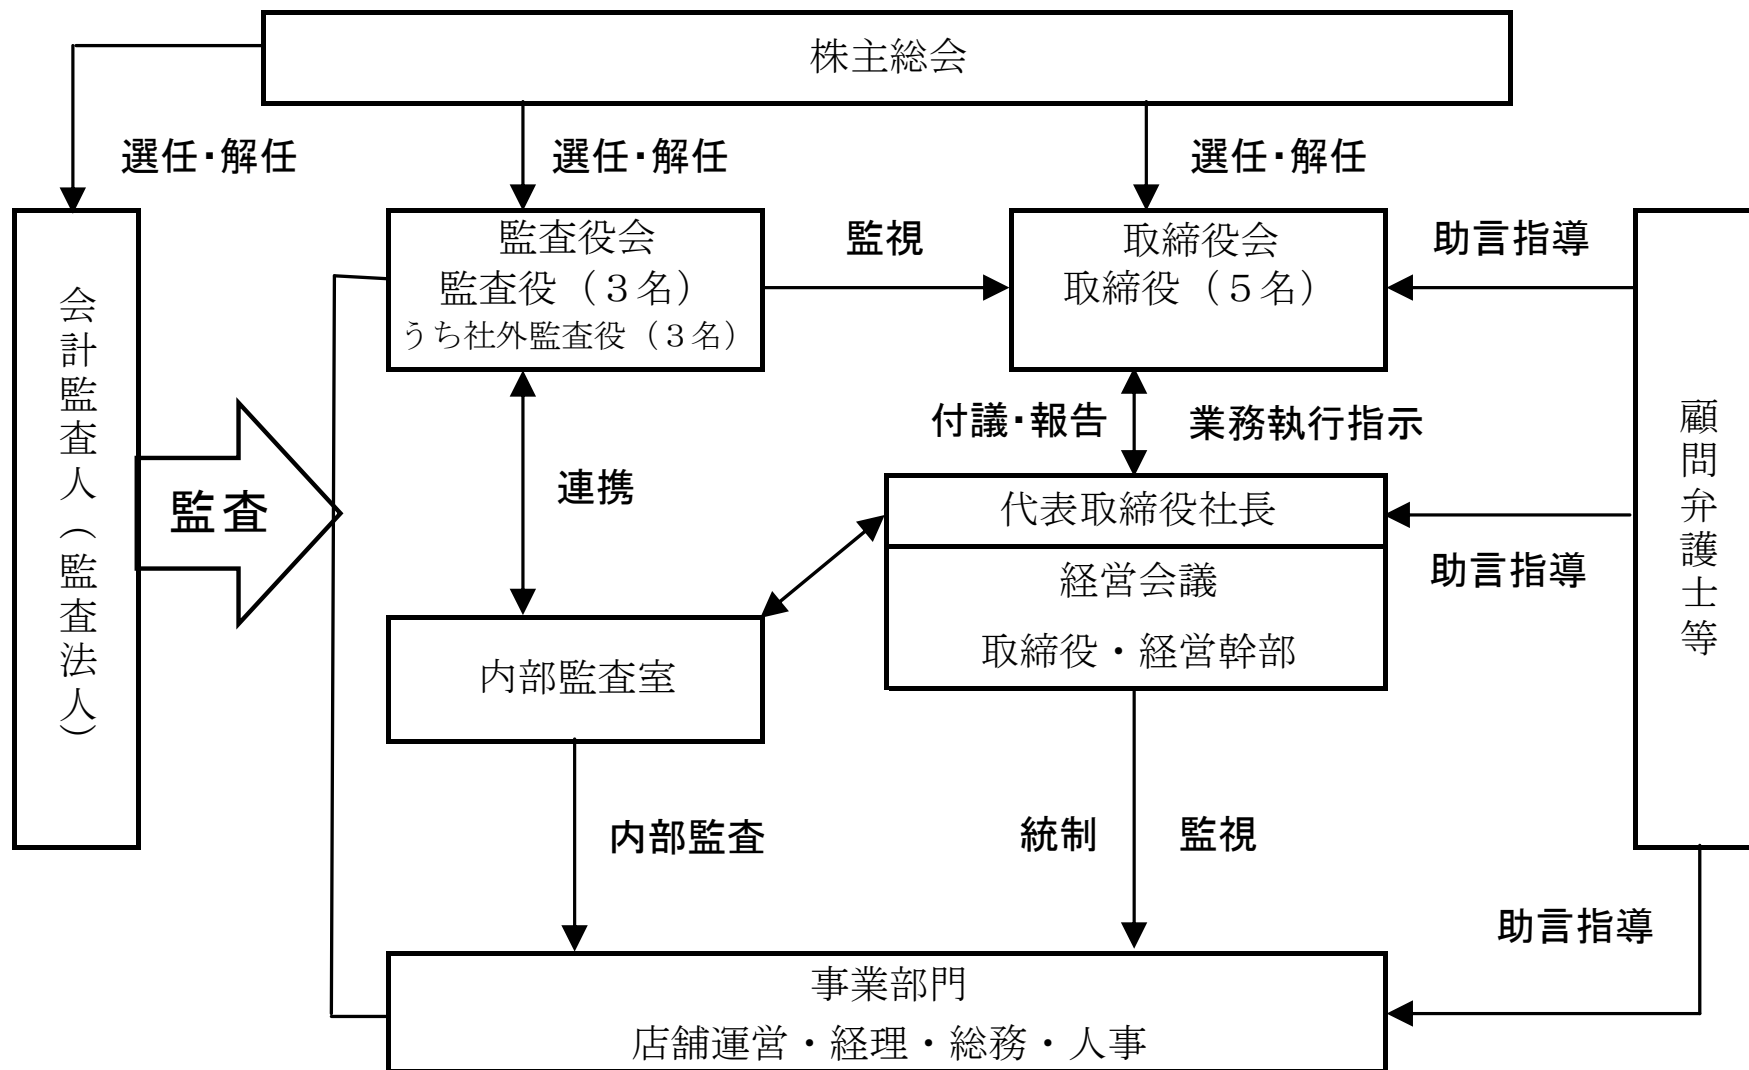 株主総会
選任・解任
選任・解任
選任・解任
監査役会
監査役（３名）
うち社外監査役（３名）
監視
取締役会
取締役（５名）
助言指導
会計監査人（監査法人）
監査
連携
付議・報告
業務執行指示
代表取締役社長
経営会議
取締役・経営幹部
助言指導
顧問弁護士等
内部監査室
内部監査
統制
監視
助言指導
事業部門
店舗運営・経理・総務・人事